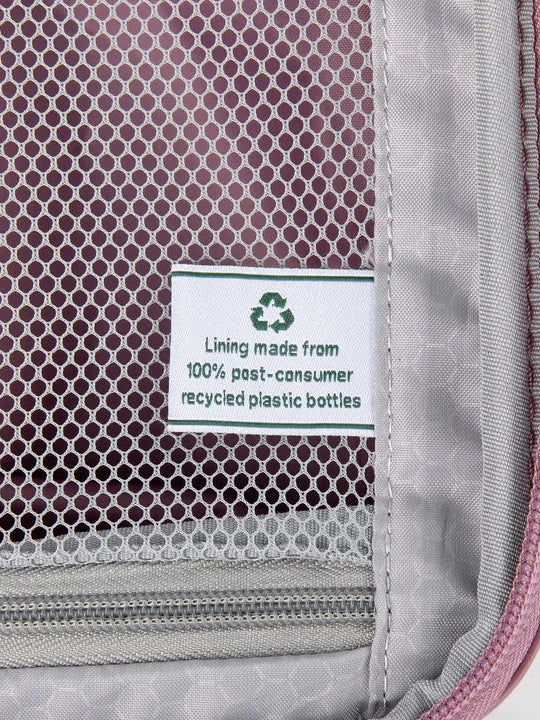 Lining made from
100% post-consumer
recycled plastic bottles